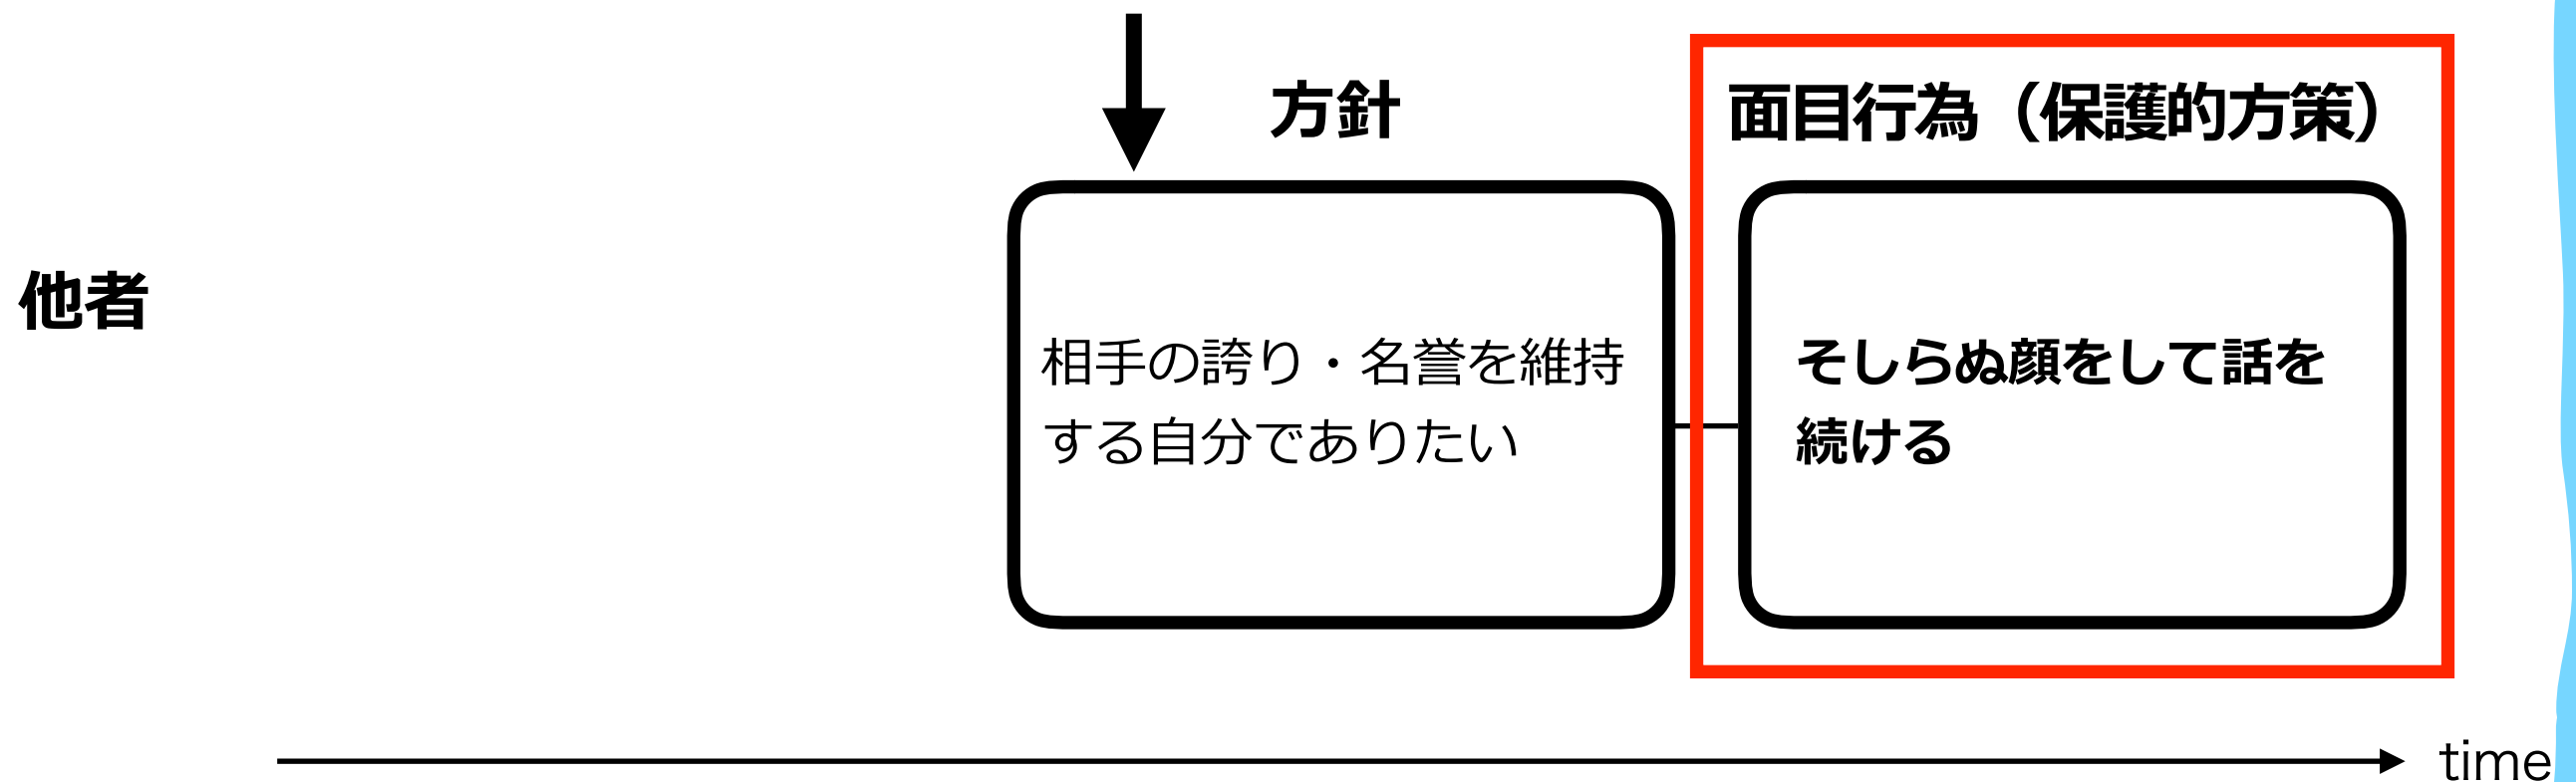 方針
面目行為（保護的方策）
他者
相手の誇り・名誉を維持
する自分でありたい
そしらぬ顔をして話を
続ける
time